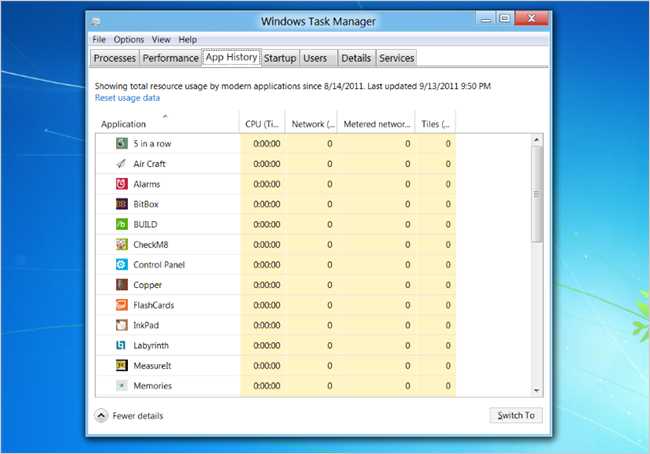 Windows Task Manager
File Options View Help
Processes Performance App History Startup Users Details Services
Showing total resource usage by modern applications since 8/14/2011. Last updated 9/13/2011 9:50 PM
Reset usage data
Application CPU (Ti... Network (... Metered networ... Tiles (...
5 in a row 0:00:00 0 0 0
Air Craft 0:00:00 0 0 0
Alarms 0:00:00 0 0 0
BitBox 0:00:00 0 0 0
BUILD 0:00:00 0 0 0
CheckM8 0:00:00 0 0 0
Control Panel 0:00:00 0 0 0
Copper 0:00:00 0 0 0
FlashCards 0:00:00 0 0 0
InkPad 0:00:00 0 0 0
Labyrinth 0:00:00 0 0 0
MeasureIt 0:00:00 0 0 0
Memories 0:00:00 0 0 0
Fewer details Switch To